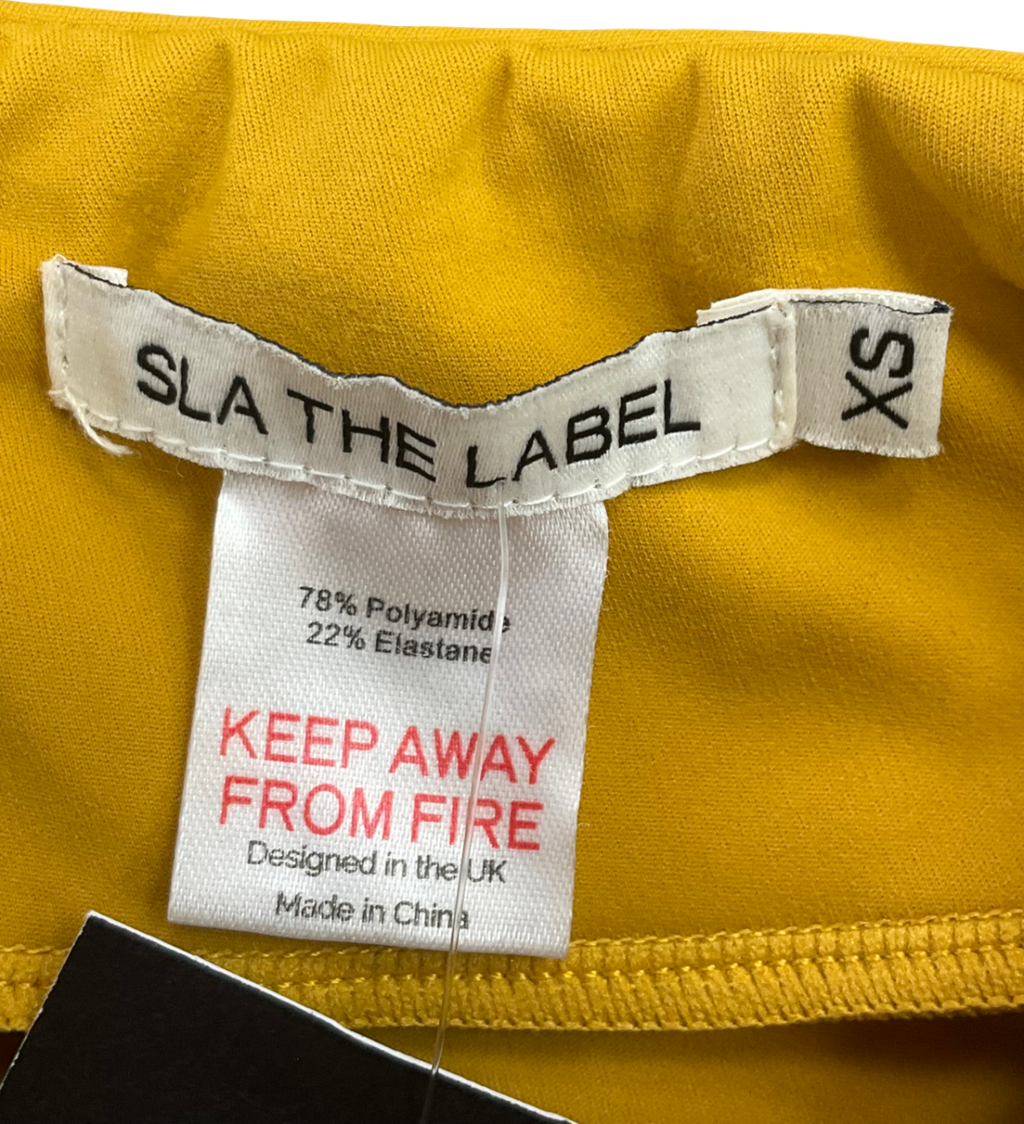 SLA THE LABEL
XS
78% Polyamide
22% Elastane
KEEP AWAY
FROM FIRE
Designed in the UK
Made in China